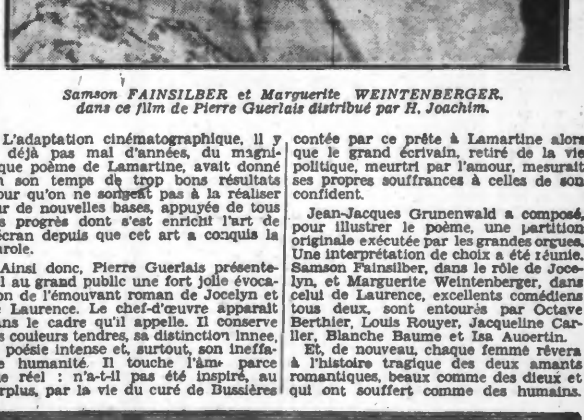 Samson FAINSILBER et Marguerite WEINTENBERGER,
dans ce film de Pierre Guerlais distribué par H. Joachim.
L'adaptation cinématographique, il y
déjà pas mal d'années, du magni-
que poème de Lamartine, avait donné
n son temps de trop bons résultats
our qu'on ne songeât pas à la réaliser
ur de nouvelles bases, appuyée de tous
s progrès dont s'est enrichi l'art de
écran depuis que cet art a conquis la
arole.
Ainsi donc, Pierre Guerlais présente-
il au grand public une fort jolie évoca-
on de l'émouvant roman de Jocelyn et
e Laurence. Le chef-d'œuvre apparaît
ans le cadre qu'il appelle. Il conserve
s couleurs tendres, sa distinction innée,
poésie intense et, surtout, son ineffa-
e humanité. Il touche l'âme parce
e réel : n'a-t-il pas été inspiré, au
rplus, par la vie du curé de Bussières
contée par ce prête à Lamartine alors
que le grand écrivain, retiré de la vie
politique, meurtri par l'amour, mesurait
ses propres souffrances à celles de son
confident.
Jean-Jacques Grunenwald a composé,
pour illustrer le poème, une partition
originale exécutée par les grandes orgues.
Une interprétation de choix a été réunie.
Samson Fainsilber, dans le rôle de Joce-
lyn, et Marguerite Weintenberger, dans
celui de Laurence, excellents comédiens
tous deux, sont entourés par Octave
Berthier, Louis Rouyer, Jacqueline Car-
lier, Blanche Baume et Isa Auoertin.
Et, de nouveau, chaque femme rêvera
à l'histoire tragique des deux amants
romantiques, beaux comme des dieux et
qui ont souffert comme des humains.